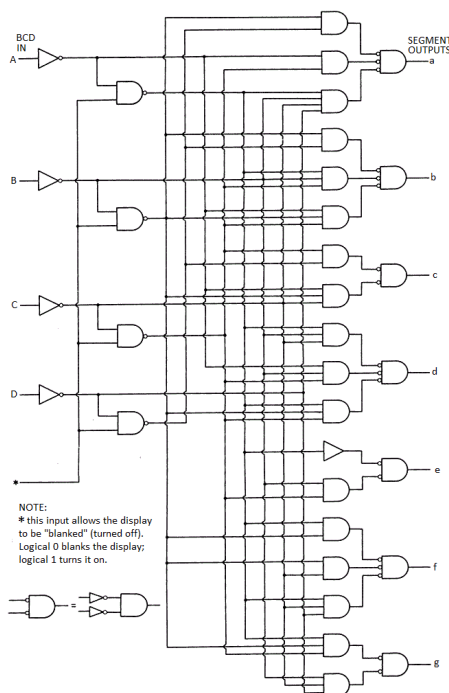 BCD
IN
SEGMENT
OUTPUTS
A
a
B
b
c
C
d
D
e
*
NOTE:
* this input allows the display
to be "blanked" (turned off).
Logical 0 blanks the display;
logical 1 turns it on.
f
=
g